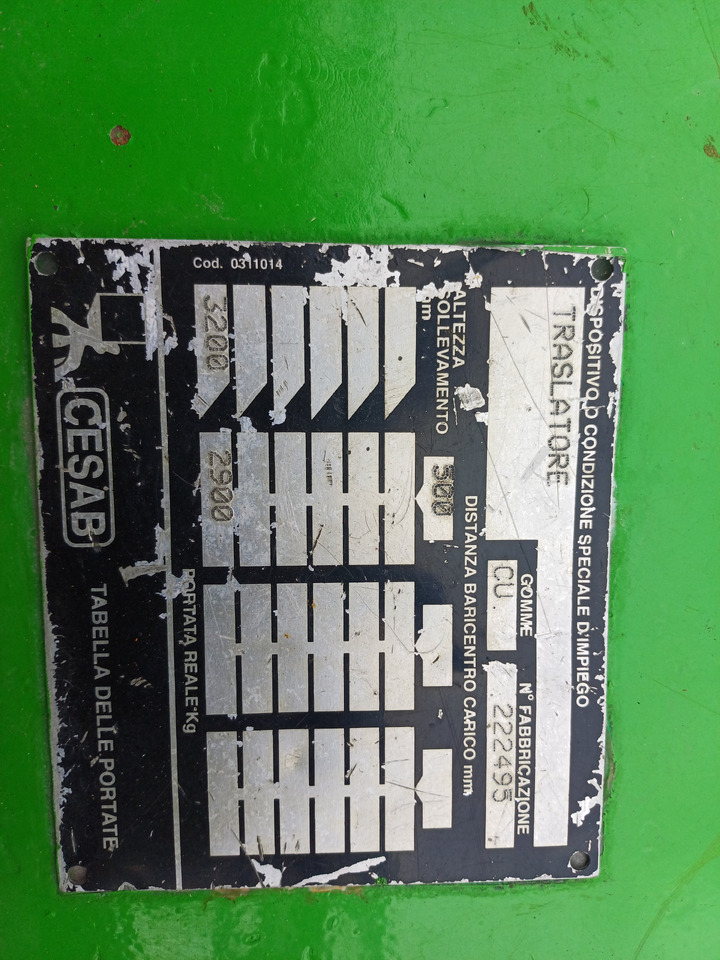 DISPOSITIVO O CONDIZIONE SPECIALE D'IMPIEGO
TRASLATORE
GOMME
CU
N° FABBRICAZIONE
222495
ALTEZZA
SOLLEVAMENTO
mm
DISTANZA BARICENTRO CARICO mm
500
3200
2900
PORTATA REALE-Kg
Cod. 0311014
CESAB
TABELLA DELLE PORTATE